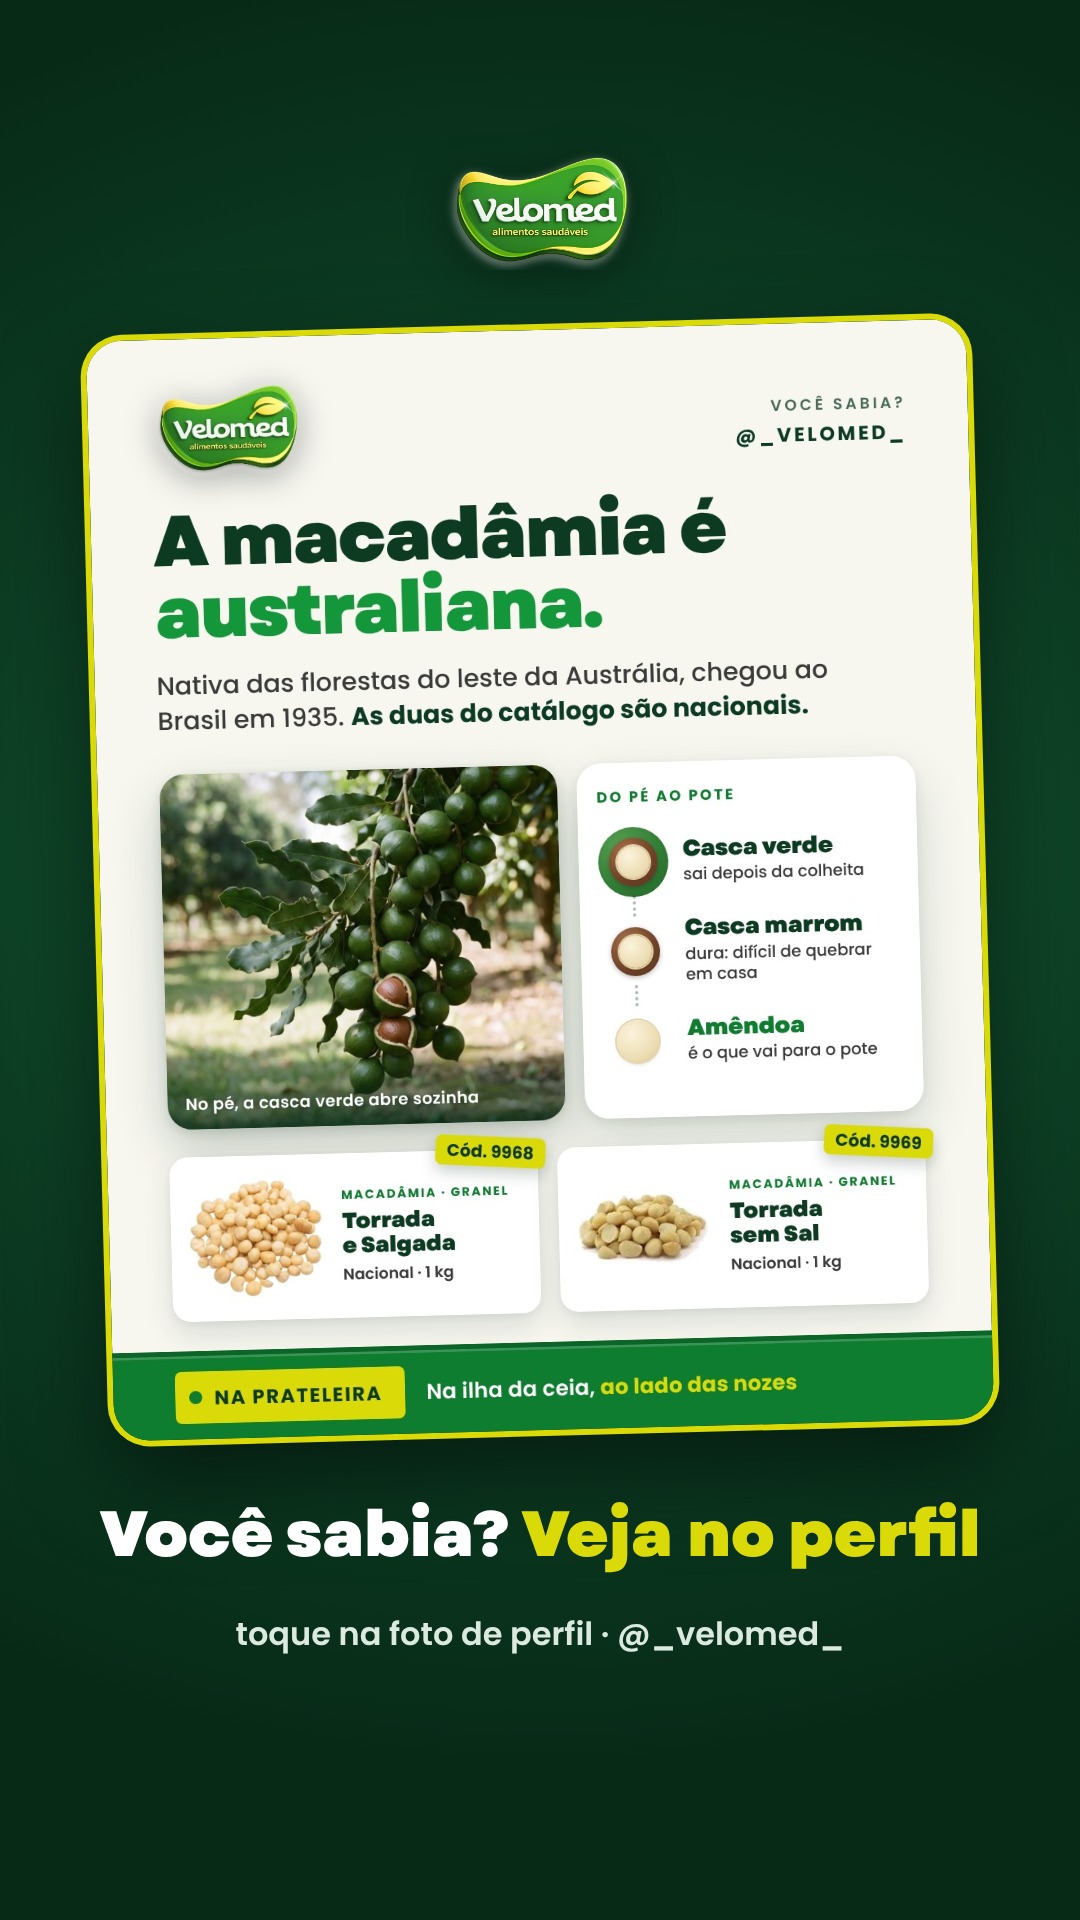 Velomed
alimentos saudáveis
Velomed
alimentos saudáveis
VOCÊ SABIA?
@_VELOMED_
A macadâmia é
australiana.
Nativa das florestas do leste da Austrália, chegou ao
Brasil em 1935. As duas do catálogo são nacionais.
No pé, a casca verde abre sozinha
DO PÉ AO POTE
Casca verde
sai depois da colheita
Casca marrom
dura: difícil de quebrar
em casa
Amêndoa
é o que vai para o pote
Cód. 9968
MACADÂMIA · GRANEL
Torrada
e Salgada
Nacional · 1 kg
Cód. 9969
MACADÂMIA · GRANEL
Torrada
sem Sal
Nacional · 1 kg
NA PRATELEIRA
Na ilha da ceia, ao lado das nozes
Você sabia? Veja no perfil
toque na foto de perfil · @_velomed_